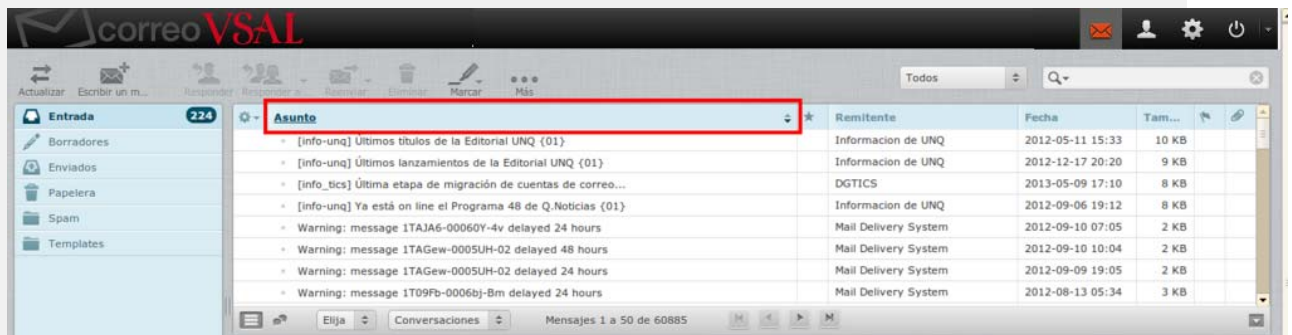 correo VSAL
Actualizar Escribir un m... Responder Responder a Reenviar Eliminar Marcar Más
Todos
Entrada 224
Borradores
Enviados
Papelera
Spam
Templates
Asunto Remitente Fecha Tam...
[info-unq] Últimos títulos de la Editorial UNQ {01} Informacion de UNQ 2012-05-11 15:33 10 KB
[info-unq] Últimos lanzamientos de la Editorial UNQ {01} Informacion de UNQ 2012-12-17 20:20 9 KB
[info_tics] Última etapa de migración de cuentas de correo... DGTICS 2013-05-09 17:10 8 KB
[info-unq] Ya está on line el Programa 48 de Q.Noticias {01} Informacion de UNQ 2012-09-06 19:12 8 KB
Warning: message 1TAJA6-00060Y-4v delayed 24 hours Mail Delivery System 2012-09-10 07:05 2 KB
Warning: message 1TAGew-0005UH-02 delayed 48 hours Mail Delivery System 2012-09-10 10:04 2 KB
Warning: message 1TAGew-0005UH-02 delayed 24 hours Mail Delivery System 2012-09-09 19:05 2 KB
Warning: message 1T09Fb-0006bj-Bm delayed 24 hours Mail Delivery System 2012-08-13 05:34 3 KB
Elija Conversaciones Mensajes 1 a 50 de 60885